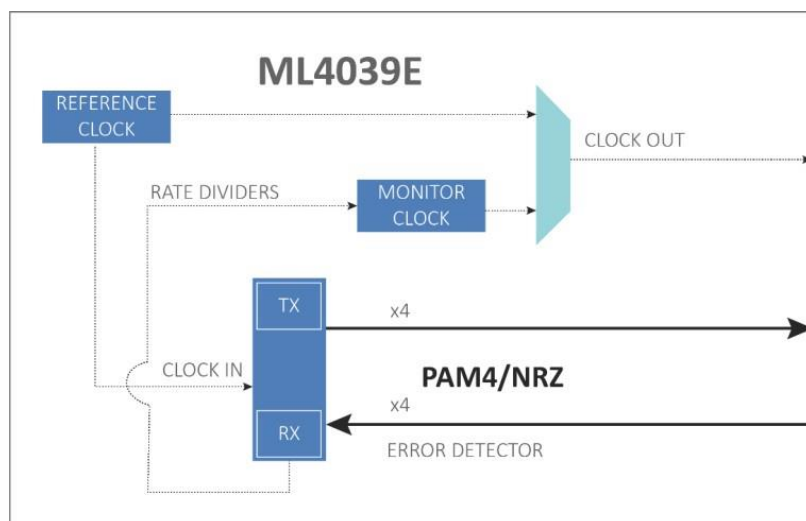 ML4039E
REFERENCE
CLOCK
CLOCK OUT
RATE DIVIDERS
MONITOR
CLOCK
TX
x4
CLOCK IN
PAM4/NRZ
x4
RX
ERROR DETECTOR